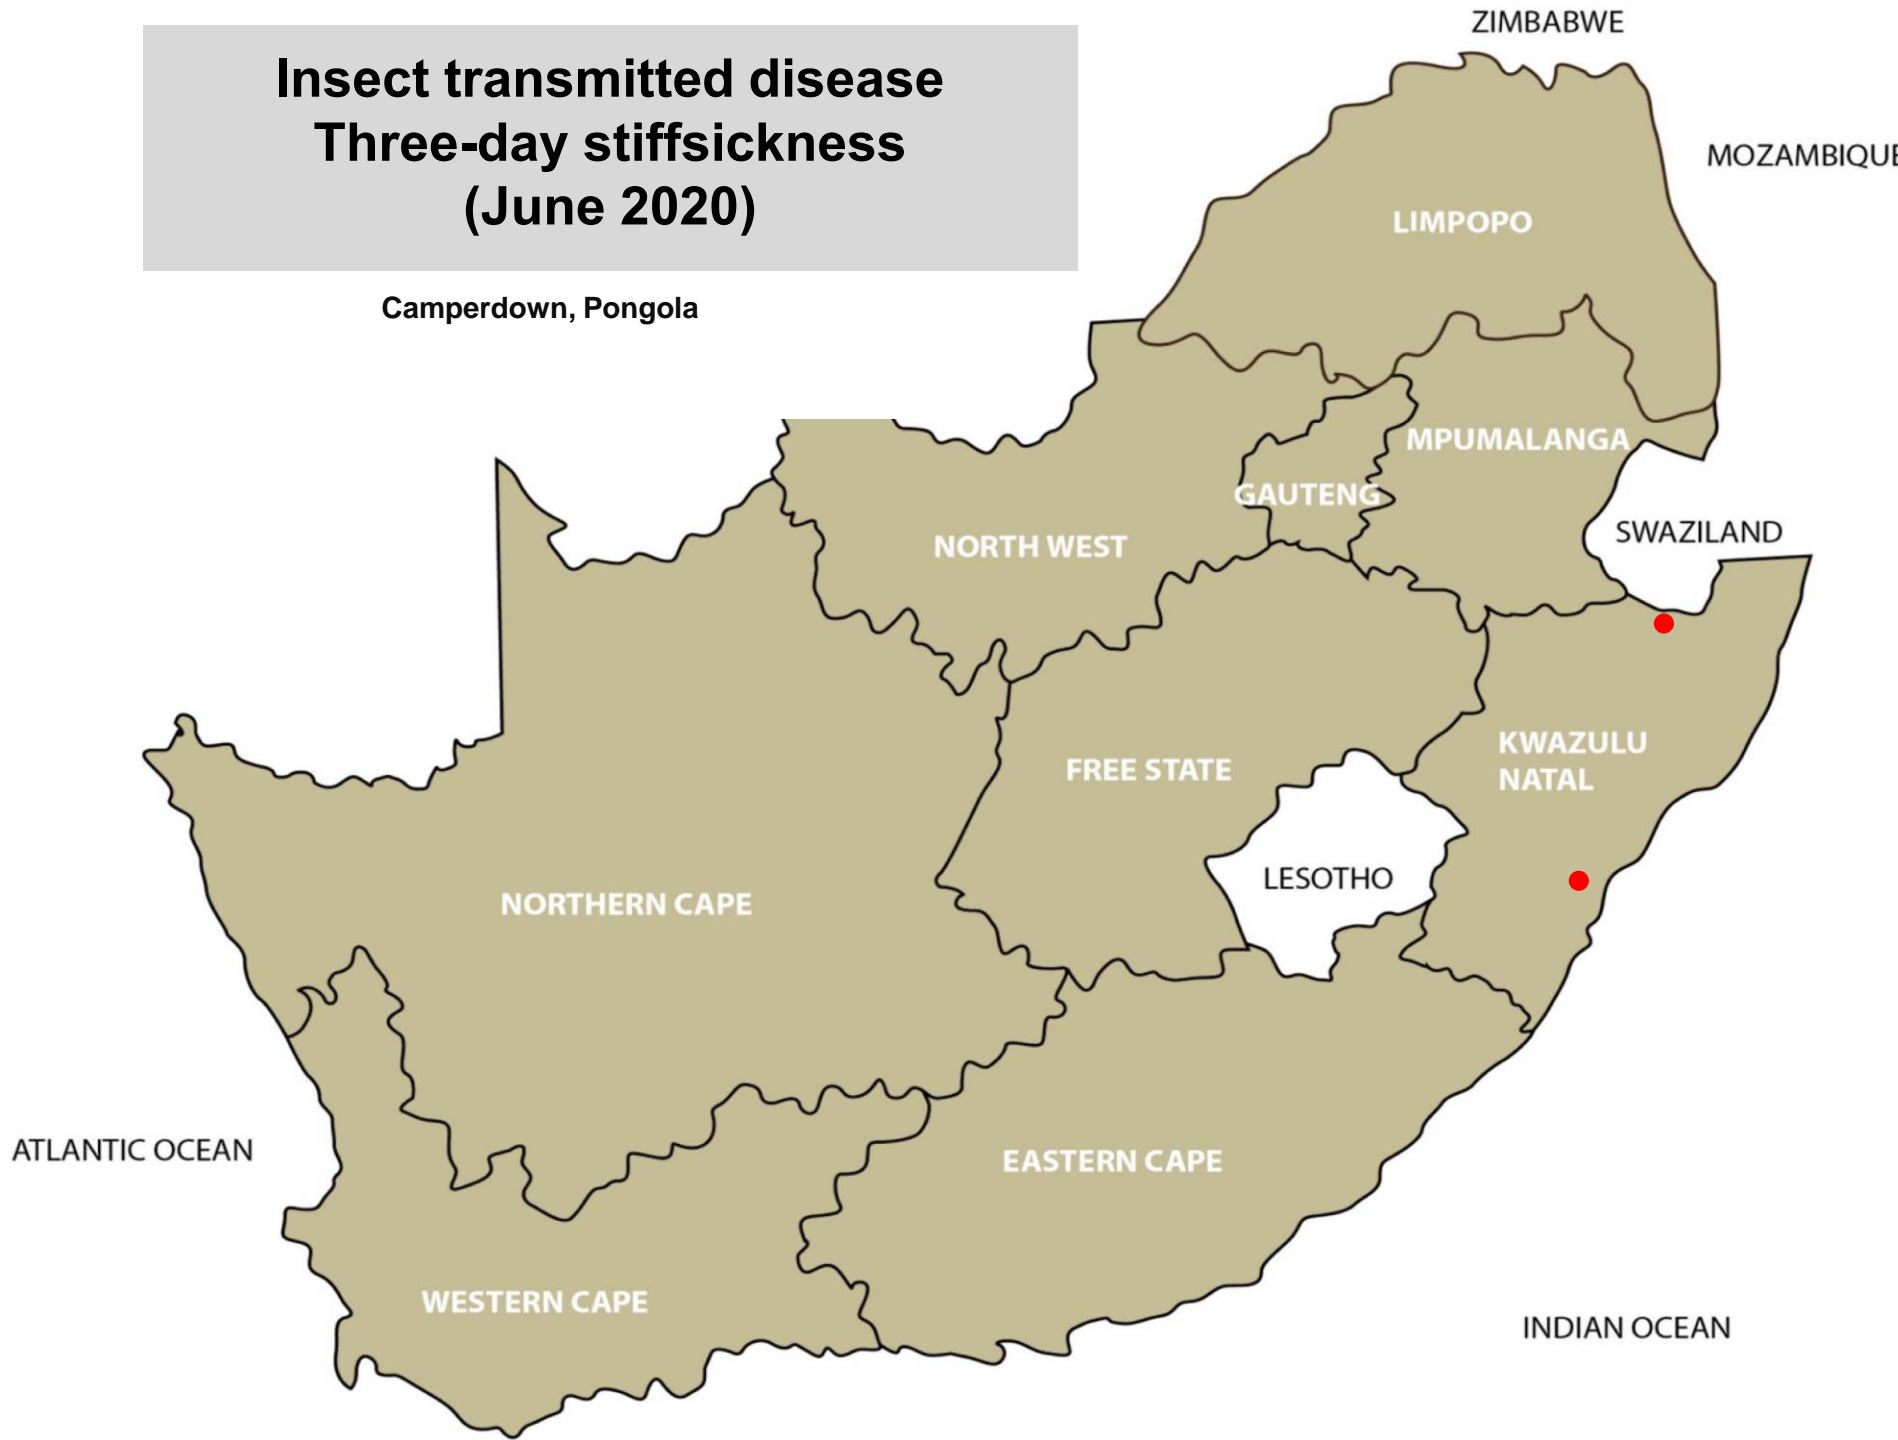 Insect transmitted disease
Three-day stiffsickness
(June 2020)
Camperdown, Pongola
ZIMBABWE
MOZAMBIQUE
LIMPOPO
MPUMALANGA
GAUTENG
SWAZILAND
NORTH WEST
KWAZULU
NATAL
FREE STATE
LESOTHO
NORTHERN CAPE
ATLANTIC OCEAN
EASTERN CAPE
WESTERN CAPE
INDIAN OCEAN